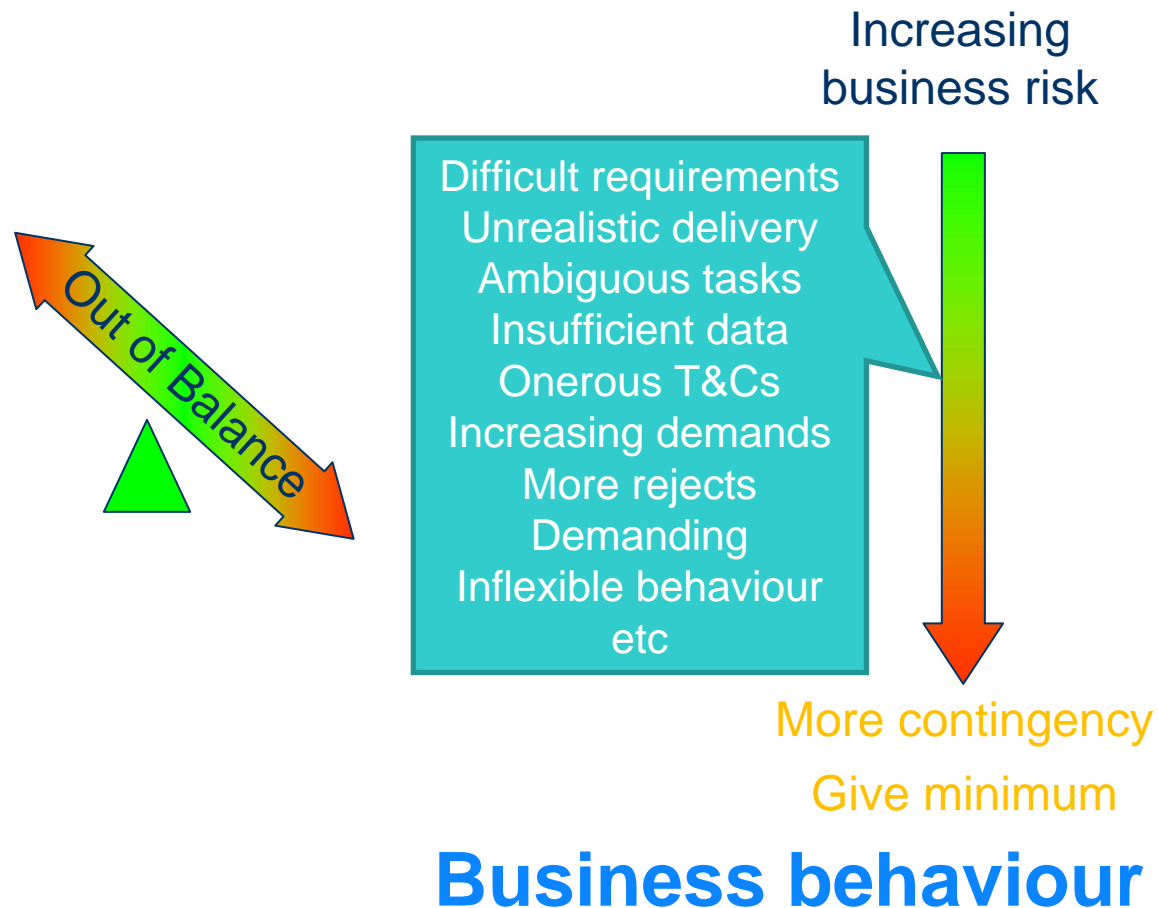 Increasing
business risk
Difficult requirements
Unrealistic delivery
Ambiguous tasks
Insufficient data
Onerous T&Cs
Increasing demands
More rejects
Demanding
Inflexible behaviour
etc
Out of Balance
More contingency
Give minimum
Business behaviour